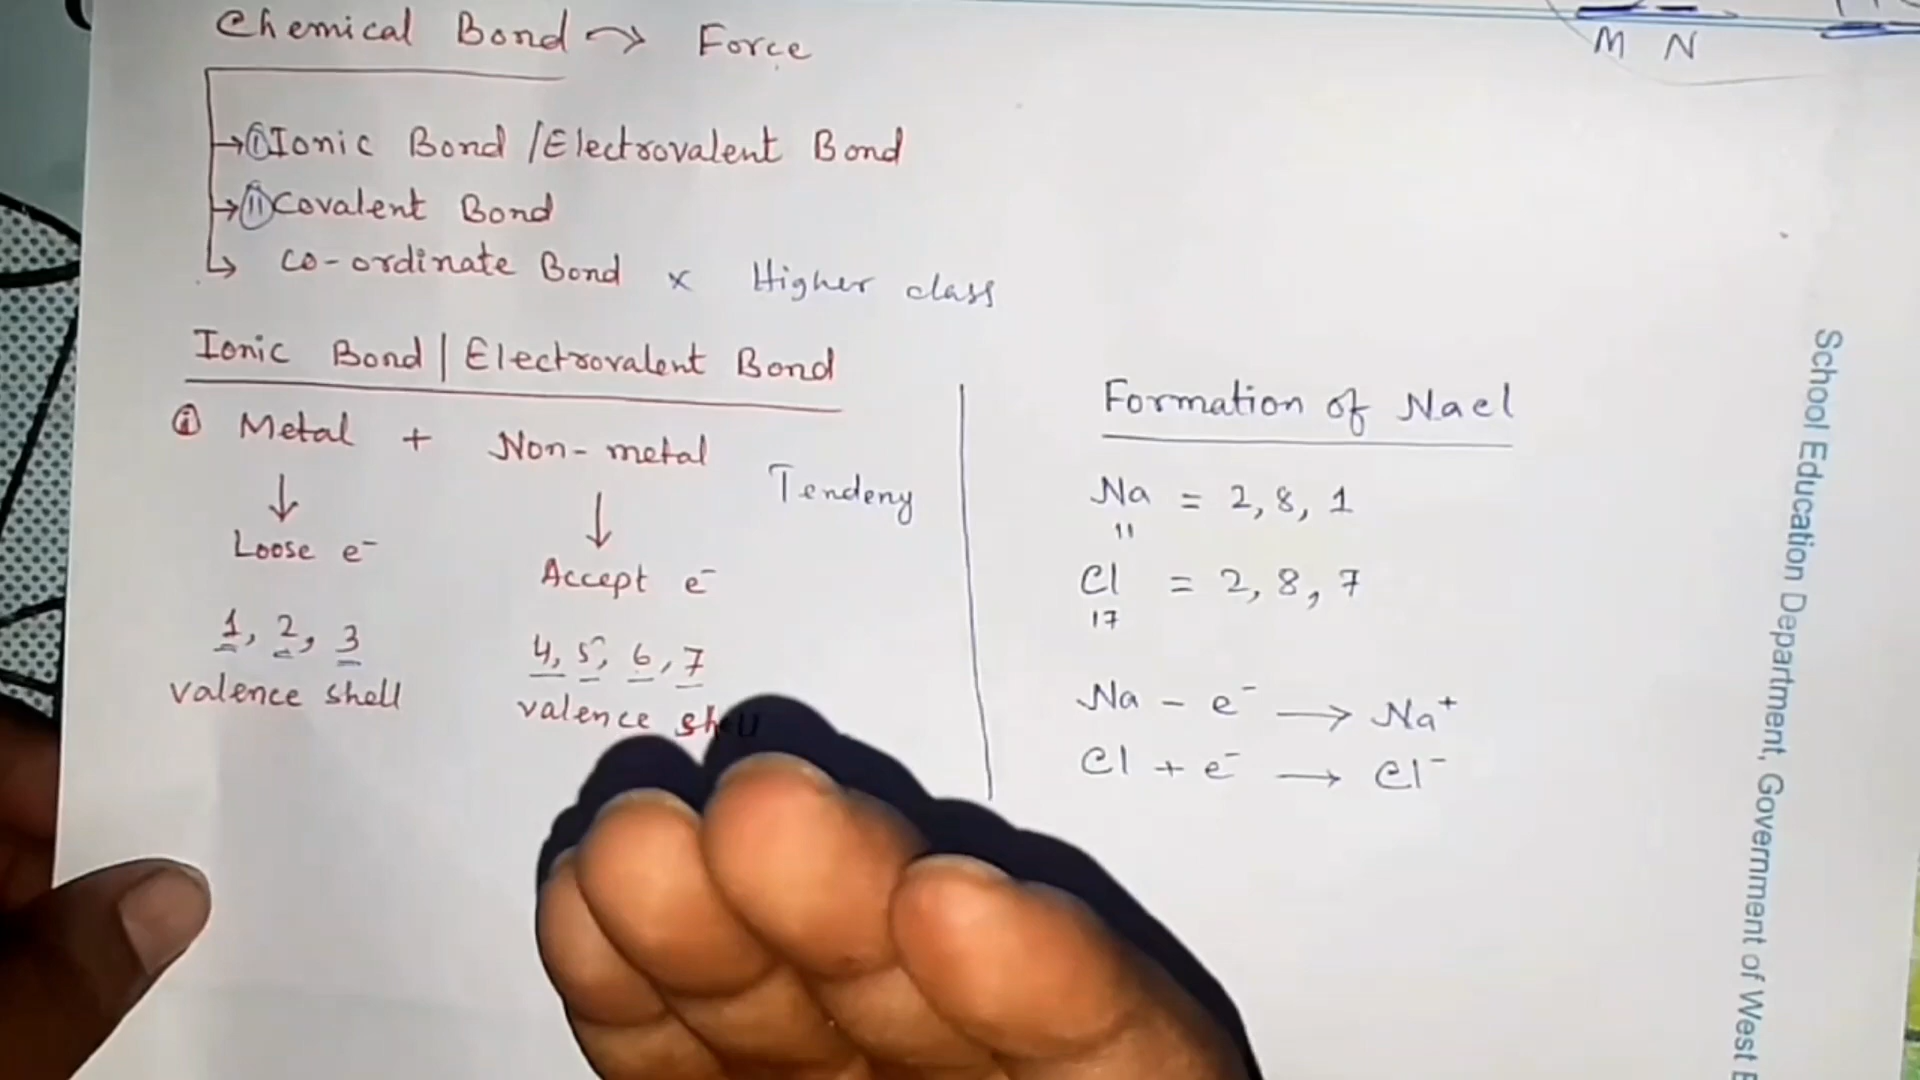 Chemical Bond → Force
→ ① Ionic Bond / Electrovalent Bond
→ ⑪ Covalent Bond
↳ co-ordinate Bond × Higher class
Ionic Bond | Electrovalent Bond
① Metal + Non-metal
↓ ↓
Loose e⁻ Accept e⁻
Tendeny
1, 2, 3 4, 5, 6, 7
valence shell valence shell
Formation of Nacl
Na = 2, 8, 1
11
Cl = 2, 8, 7
17
Na - e⁻ → Na⁺
Cl + e⁻ → Cl⁻
M N
School Education Department, Government of West